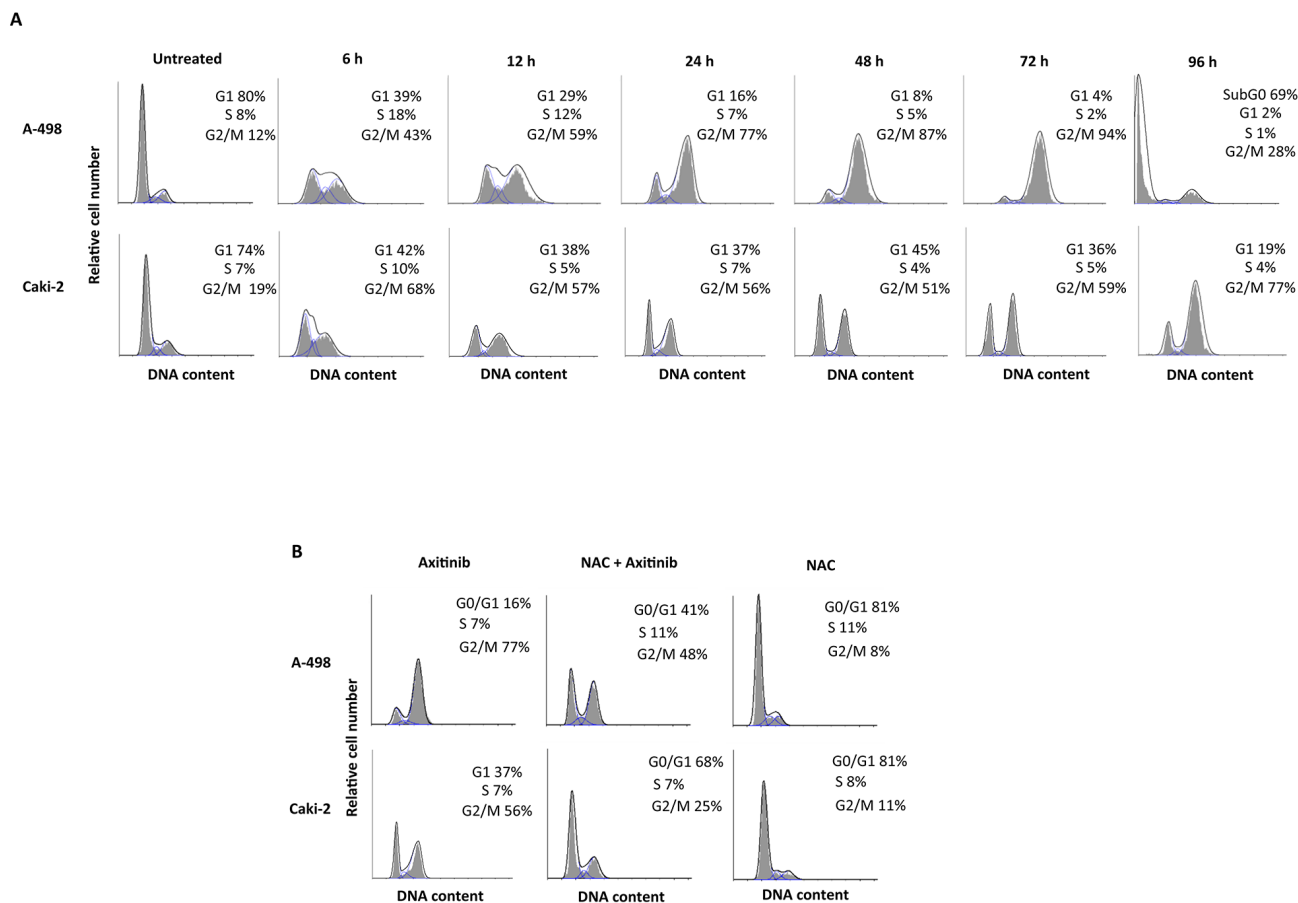 A
Untreated
6 h
12 h
24 h
48 h
72 h
96 h
A-498
Relative cell number
G1 80%
S 8%
G2/M 12%
G1 39%
S 18%
G2/M 43%
G1 29%
S 12%
G2/M 59%
G1 16%
S 7%
G2/M 77%
G1 8%
S 5%
G2/M 87%
G1 4%
S 2%
G2/M 94%
SubG0 69%
G1 2%
S 1%
G2/M 28%
Caki-2
G1 74%
S 7%
G2/M 19%
G1 42%
S 10%
G2/M 68%
G1 38%
S 5%
G2/M 57%
G1 37%
S 7%
G2/M 56%
G1 45%
S 4%
G2/M 51%
G1 36%
S 5%
G2/M 59%
G1 19%
S 4%
G2/M 77%
DNA content
DNA content
DNA content
DNA content
DNA content
DNA content
DNA content
B
Axitinib
NAC + Axitinib
NAC
A-498
Relative cell number
G0/G1 16%
S 7%
G2/M 77%
G0/G1 41%
S 11%
G2/M 48%
G0/G1 81%
S 11%
G2/M 8%
Caki-2
G1 37%
S 7%
G2/M 56%
G0/G1 68%
S 7%
G2/M 25%
G0/G1 81%
S 8%
G2/M 11%
DNA content
DNA content
DNA content